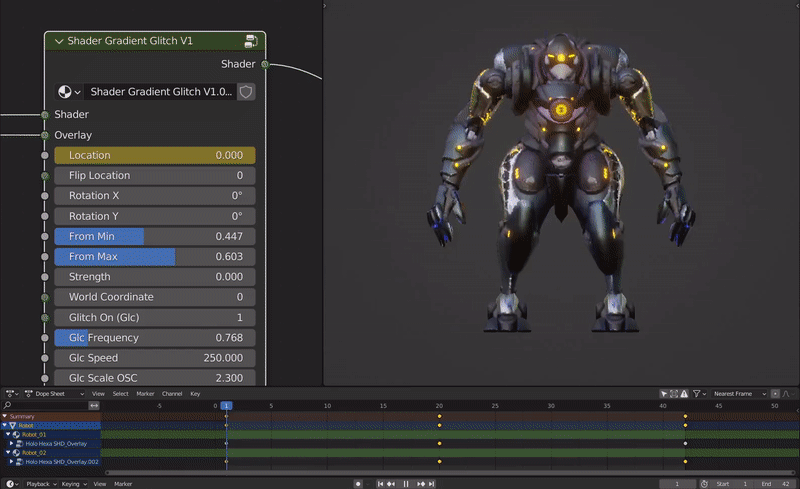 Shader Gradient Glitch V1
Shader
Shader Gradient Glitch V1.0...
Shader
Overlay
Location 0.000
Flip Location 0
Rotation X 0°
Rotation Y 0°
From Min 0.447
From Max 0.603
Strength 0.000
World Coordinate 0
Glitch On (Glc) 1
Glc Frequency 0.768
Glc Speed 250.000
Glc Scale OSC 2.300
Dope Sheet View Select Marker Channel Key Nearest Frame
-5 0 1 5 10 15 20 25 30 35 40 45 50
Summary
Robot
Robot_01
Holo Hexa SHD_Overlay
Robot_02
Holo Hexa SHD_Overlay.002
Playback Keying View Marker 1 Start 1 End 42